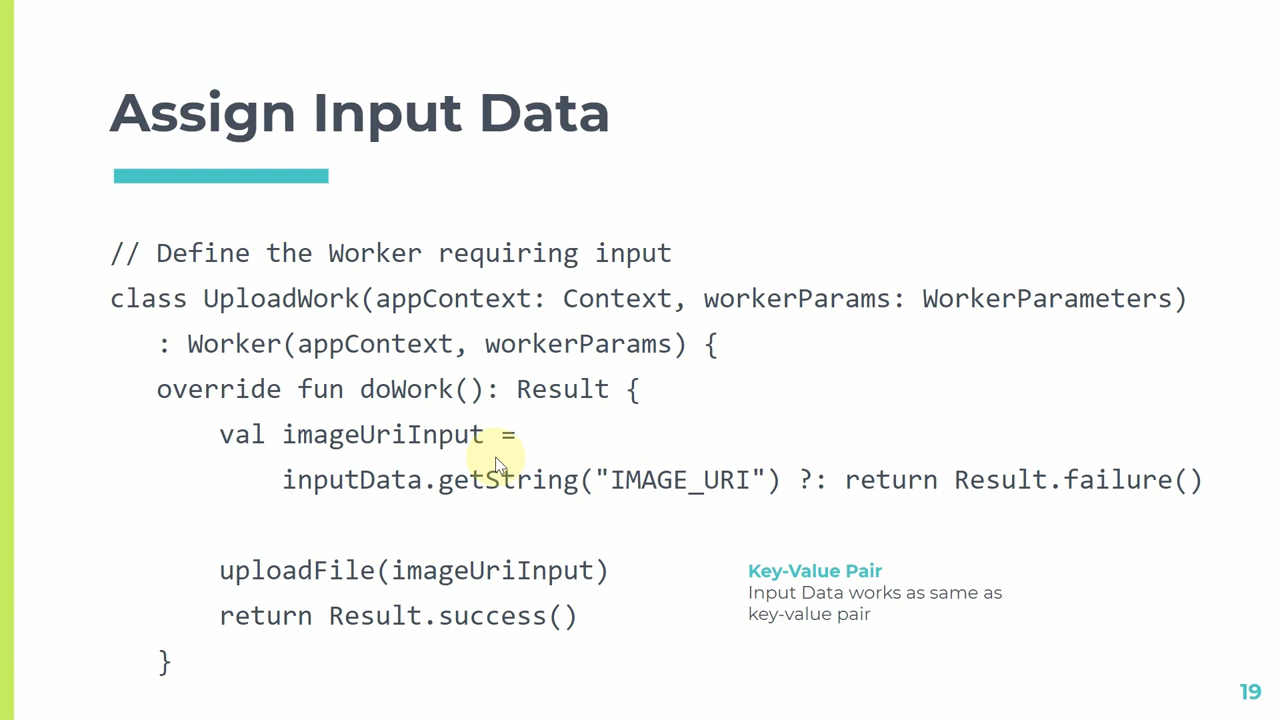 Assign Input Data
// Define the Worker requiring input
class UploadWork(appContext: Context, workerParams: WorkerParameters)
: Worker(appContext, workerParams) {
override fun doWork(): Result {
val imageUriInput =
inputData.getString("IMAGE_URI") ?: return Result.failure()
uploadFile(imageUriInput)
return Result.success()
}
Key-Value Pair
Input Data works as same as
key-value pair
19